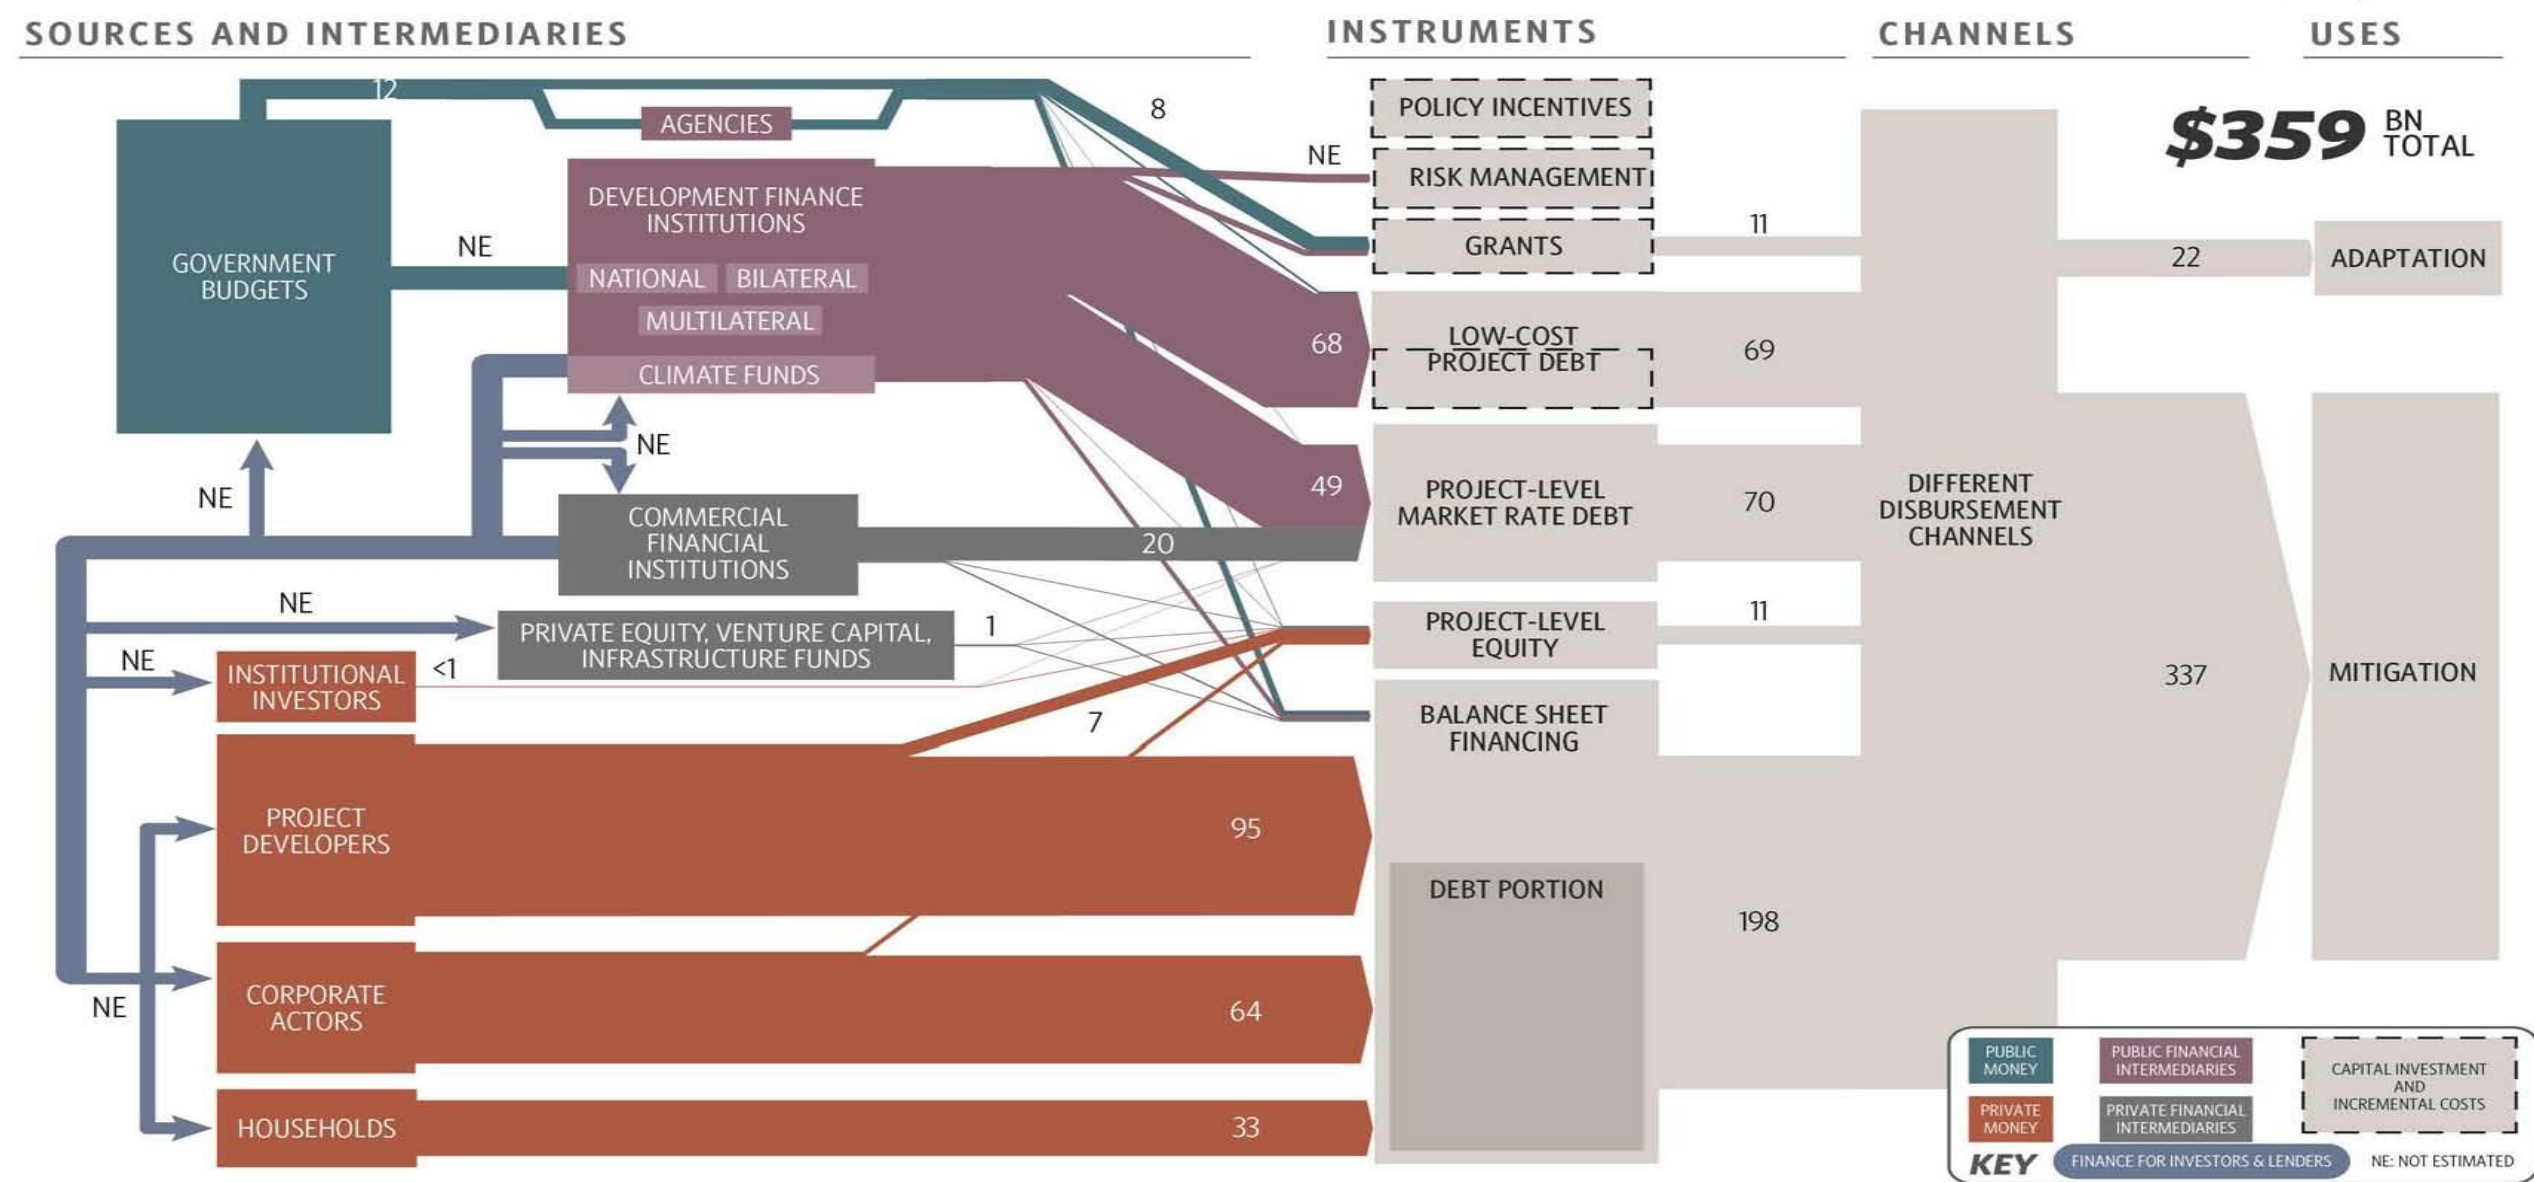 SOURCES AND INTERMEDIARIES
INSTRUMENTS
CHANNELS
USES
12
AGENCIES
8
NE
GOVERNMENT
BUDGETS
NE
DEVELOPMENT FINANCE
INSTITUTIONS
NATIONAL
BILATERAL
MULTILATERAL
CLIMATE FUNDS
68
49
NE
NE
COMMERCIAL
FINANCIAL
INSTITUTIONS
20
NE
PRIVATE EQUITY, VENTURE CAPITAL,
INFRASTRUCTURE FUNDS
1
NE
INSTITUTIONAL
INVESTORS
<1
7
PROJECT
DEVELOPERS
95
NE
CORPORATE
ACTORS
64
HOUSEHOLDS
33
POLICY INCENTIVES
RISK MANAGEMENT
GRANTS
11
LOW-COST
PROJECT DEBT
69
PROJECT-LEVEL
MARKET RATE DEBT
70
PROJECT-LEVEL
EQUITY
11
BALANCE SHEET
FINANCING
DEBT PORTION
198
DIFFERENT
DISBURSEMENT
CHANNELS
$359 BN
TOTAL
22
ADAPTATION
337
MITIGATION
PUBLIC
MONEY
PUBLIC FINANCIAL
INTERMEDIARIES
CAPITAL INVESTMENT
AND
INCREMENTAL COSTS
PRIVATE
MONEY
PRIVATE FINANCIAL
INTERMEDIARIES
KEY
FINANCE FOR INVESTORS & LENDERS
NE: NOT ESTIMATED